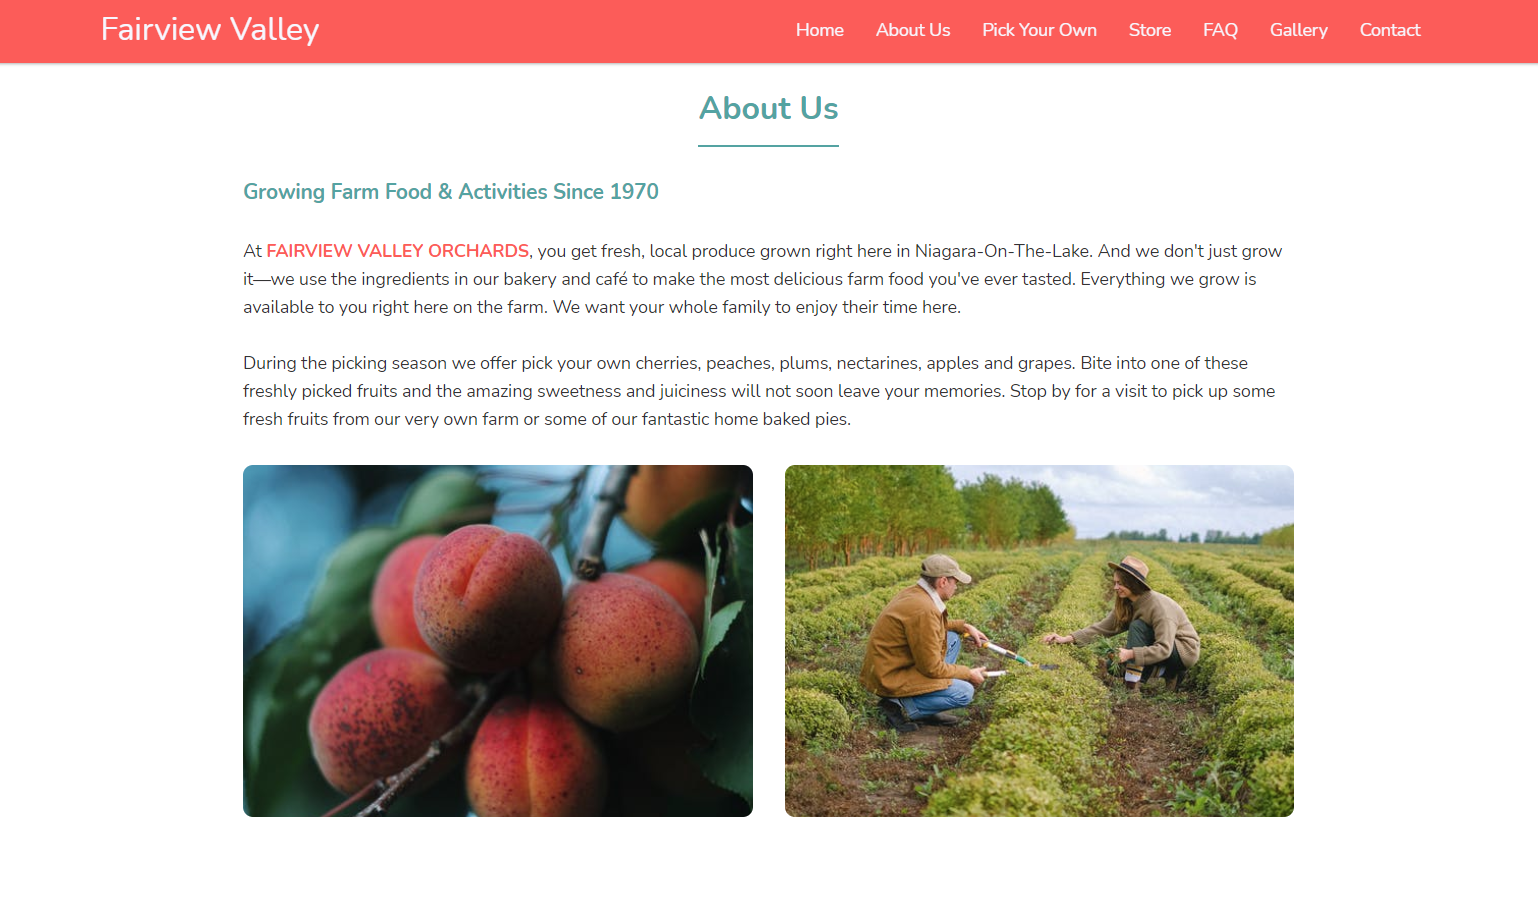 Fairview Valley
Home About Us Pick Your Own Store FAQ Gallery Contact
About Us
Growing Farm Food & Activities Since 1970
At FAIRVIEW VALLEY ORCHARDS, you get fresh, local produce grown right here in Niagara-On-The-Lake. And we don't just grow
it—we use the ingredients in our bakery and café to make the most delicious farm food you've ever tasted. Everything we grow is
available to you right here on the farm. We want your whole family to enjoy their time here.
During the picking season we offer pick your own cherries, peaches, plums, nectarines, apples and grapes. Bite into one of these
freshly picked fruits and the amazing sweetness and juiciness will not soon leave your memories. Stop by for a visit to pick up some
fresh fruits from our very own farm or some of our fantastic home baked pies.